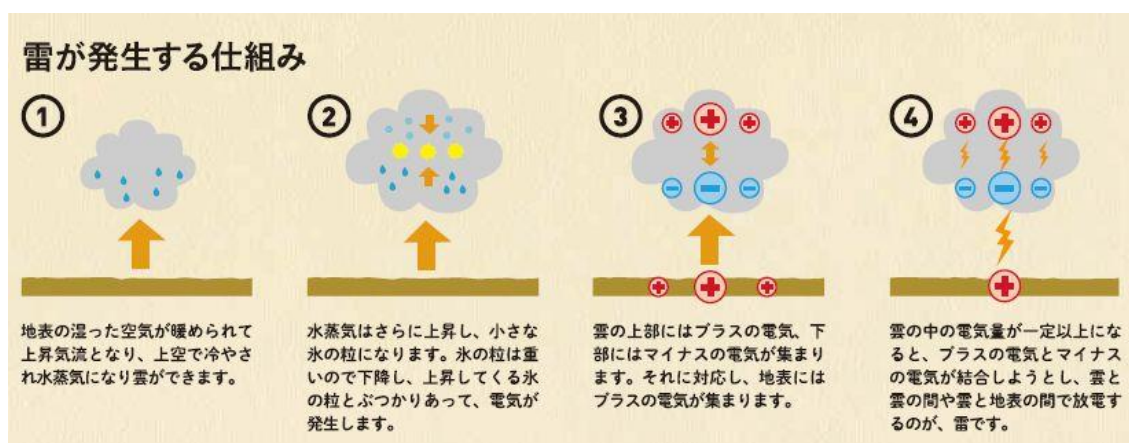 雷が発生する仕組み
①
地表の湿った空気が暖められて
上昇気流となり、上空で冷やさ
れ水蒸気になり雲ができます。
②
水蒸気はさらに上昇し、小さな
氷の粒になります。氷の粒は重
いので下降し、上昇してくる氷
の粒とぶつかりあって、電気が
発生します。
③
雲の上部にはプラスの電気、下
部にはマイナスの電気が集まり
ます。それに対応し、地表には
プラスの電気が集まります。
④
雲の中の電気量が一定以上にな
ると、プラスの電気とマイナス
の電気が結合しようとし、雲と
雲の間や雲と地表の間で放電す
るのが、雷です。